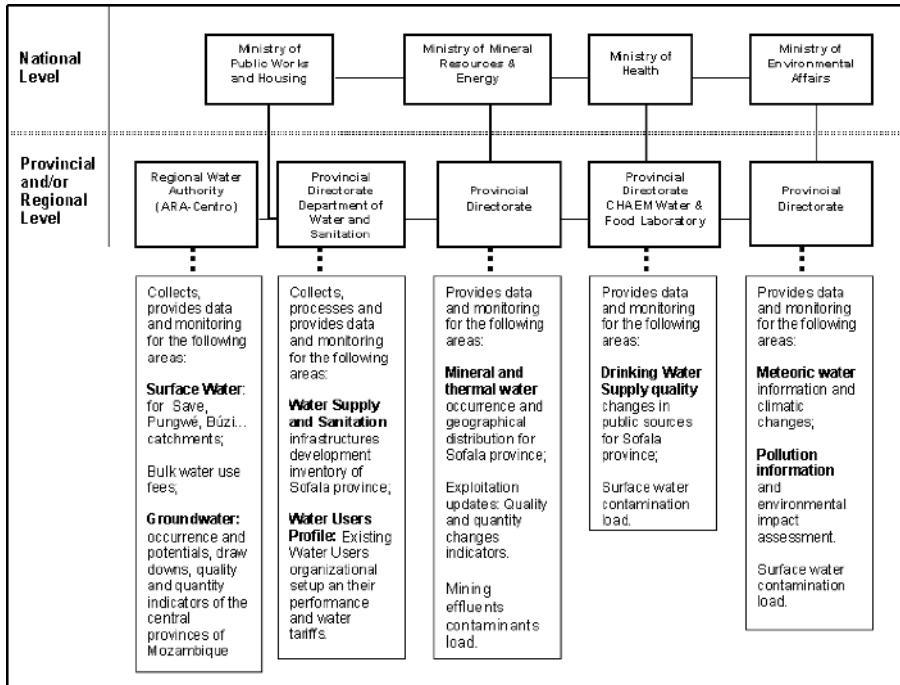 National
Level
Ministry of
Public Works
and Housing
Ministry of Mineral
Resources &
Energy
Ministry of
Health
Ministry of
Environmental
Affairs
Provincial
and/or
Regional
Level
Regional Water
Authority
(ARA-Centro)
Provincial
Directorate
Department of
Water and
Sanitation
Provincial
Directorate
Provincial
Directorate
CHAEM Water &
Food Laboratory
Provincial
Directorate
Collects,
provides data
and monitoring
for the following
areas:
Surface Water:
for Save,
Pungwé, Búzi...
catchments;
Bulk water use
fees;
Groundwater:
occurrence and
potentials, draw
downs, quality
and quantity
indicators of the
central
provinces of
Mozambique
Collects,
processes and
provides data
and monitoring
for the following
areas:
Water Supply
and Sanitation
infrastructures
development
inventory of
Sofala province;
Water Users
Profile: Existing
Water Users
organizational
setup an their
performance
and water
tariffs.
Provides data
and monitoring
for the following
areas:
Mineral and
thermal water
occurrence and
geographical
distribution for
Sofala province;
Exploitation
updates: Quality
and quantity
changes
indicators.
Mining
effluents
contaminants
load.
Provides data
and monitoring
for the following
areas:
Drinking Water
Supply quality
changes in
public sources
for Sofala
province;
Surface water
contamination
load.
Provides data
and monitoring
for the following
areas:
Meteoric water
information and
climatic
changes;
Pollution
information
and
environmental
impact
assessment.
Surface water
contamination
load.